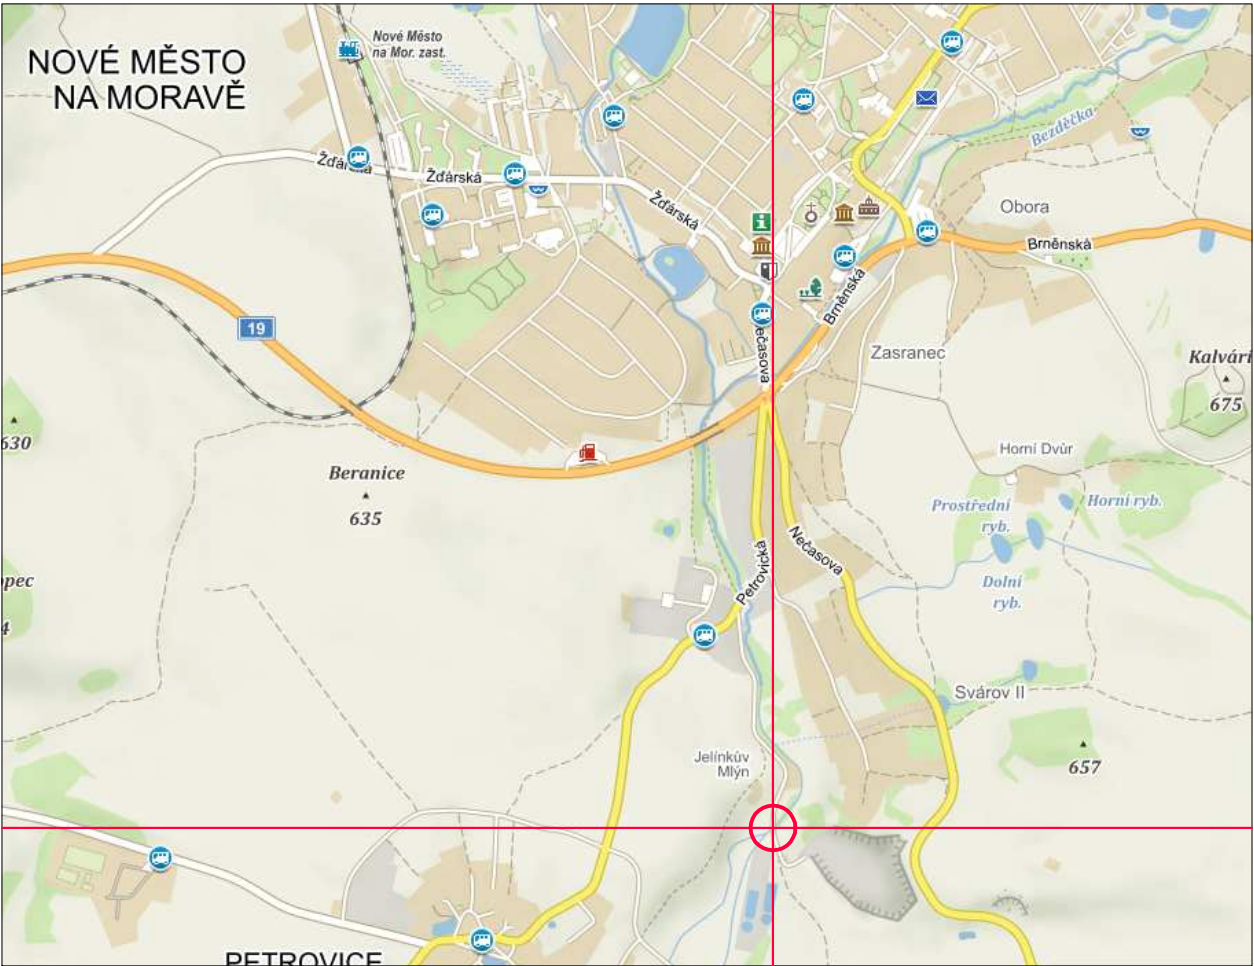 NOVÉ MĚSTO
NA MORAVĚ
Nové Město
na Mor. zast.
Bezděčka
Žďárská
Žďárská
Žďárská
Obora
Brněnská
Brněnská
19
Zasranec
Kalvári
675
630
Beranice
635
Horní Dvůr
Prostřední
ryb.
Horní ryb.
Nečasova
Petrovická
Dolní
ryb.
Svárov II
Jelínkův
Mlýn
657
PETROVICE